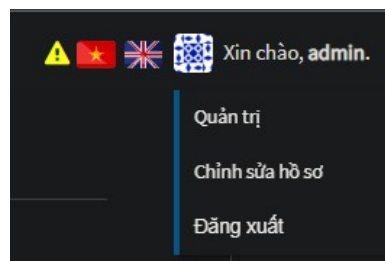 Xin chào, admin.
Quản trị
Chỉnh sửa hồ sơ
Đăng xuất